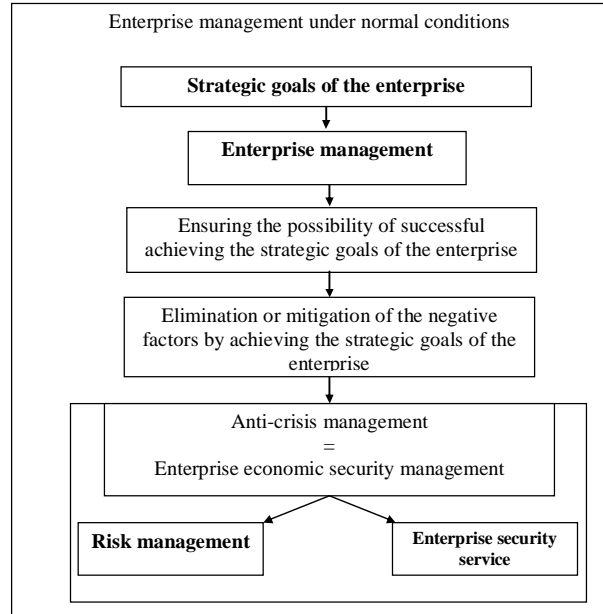 Enterprise management under normal conditions
Strategic goals of the enterprise
Enterprise management
Ensuring the possibility of successful
achieving the strategic goals of the enterprise
Elimination or mitigation of the negative
factors by achieving the strategic goals of the
enterprise
Anti-crisis management
=
Enterprise economic security management
Risk management
Enterprise security
service